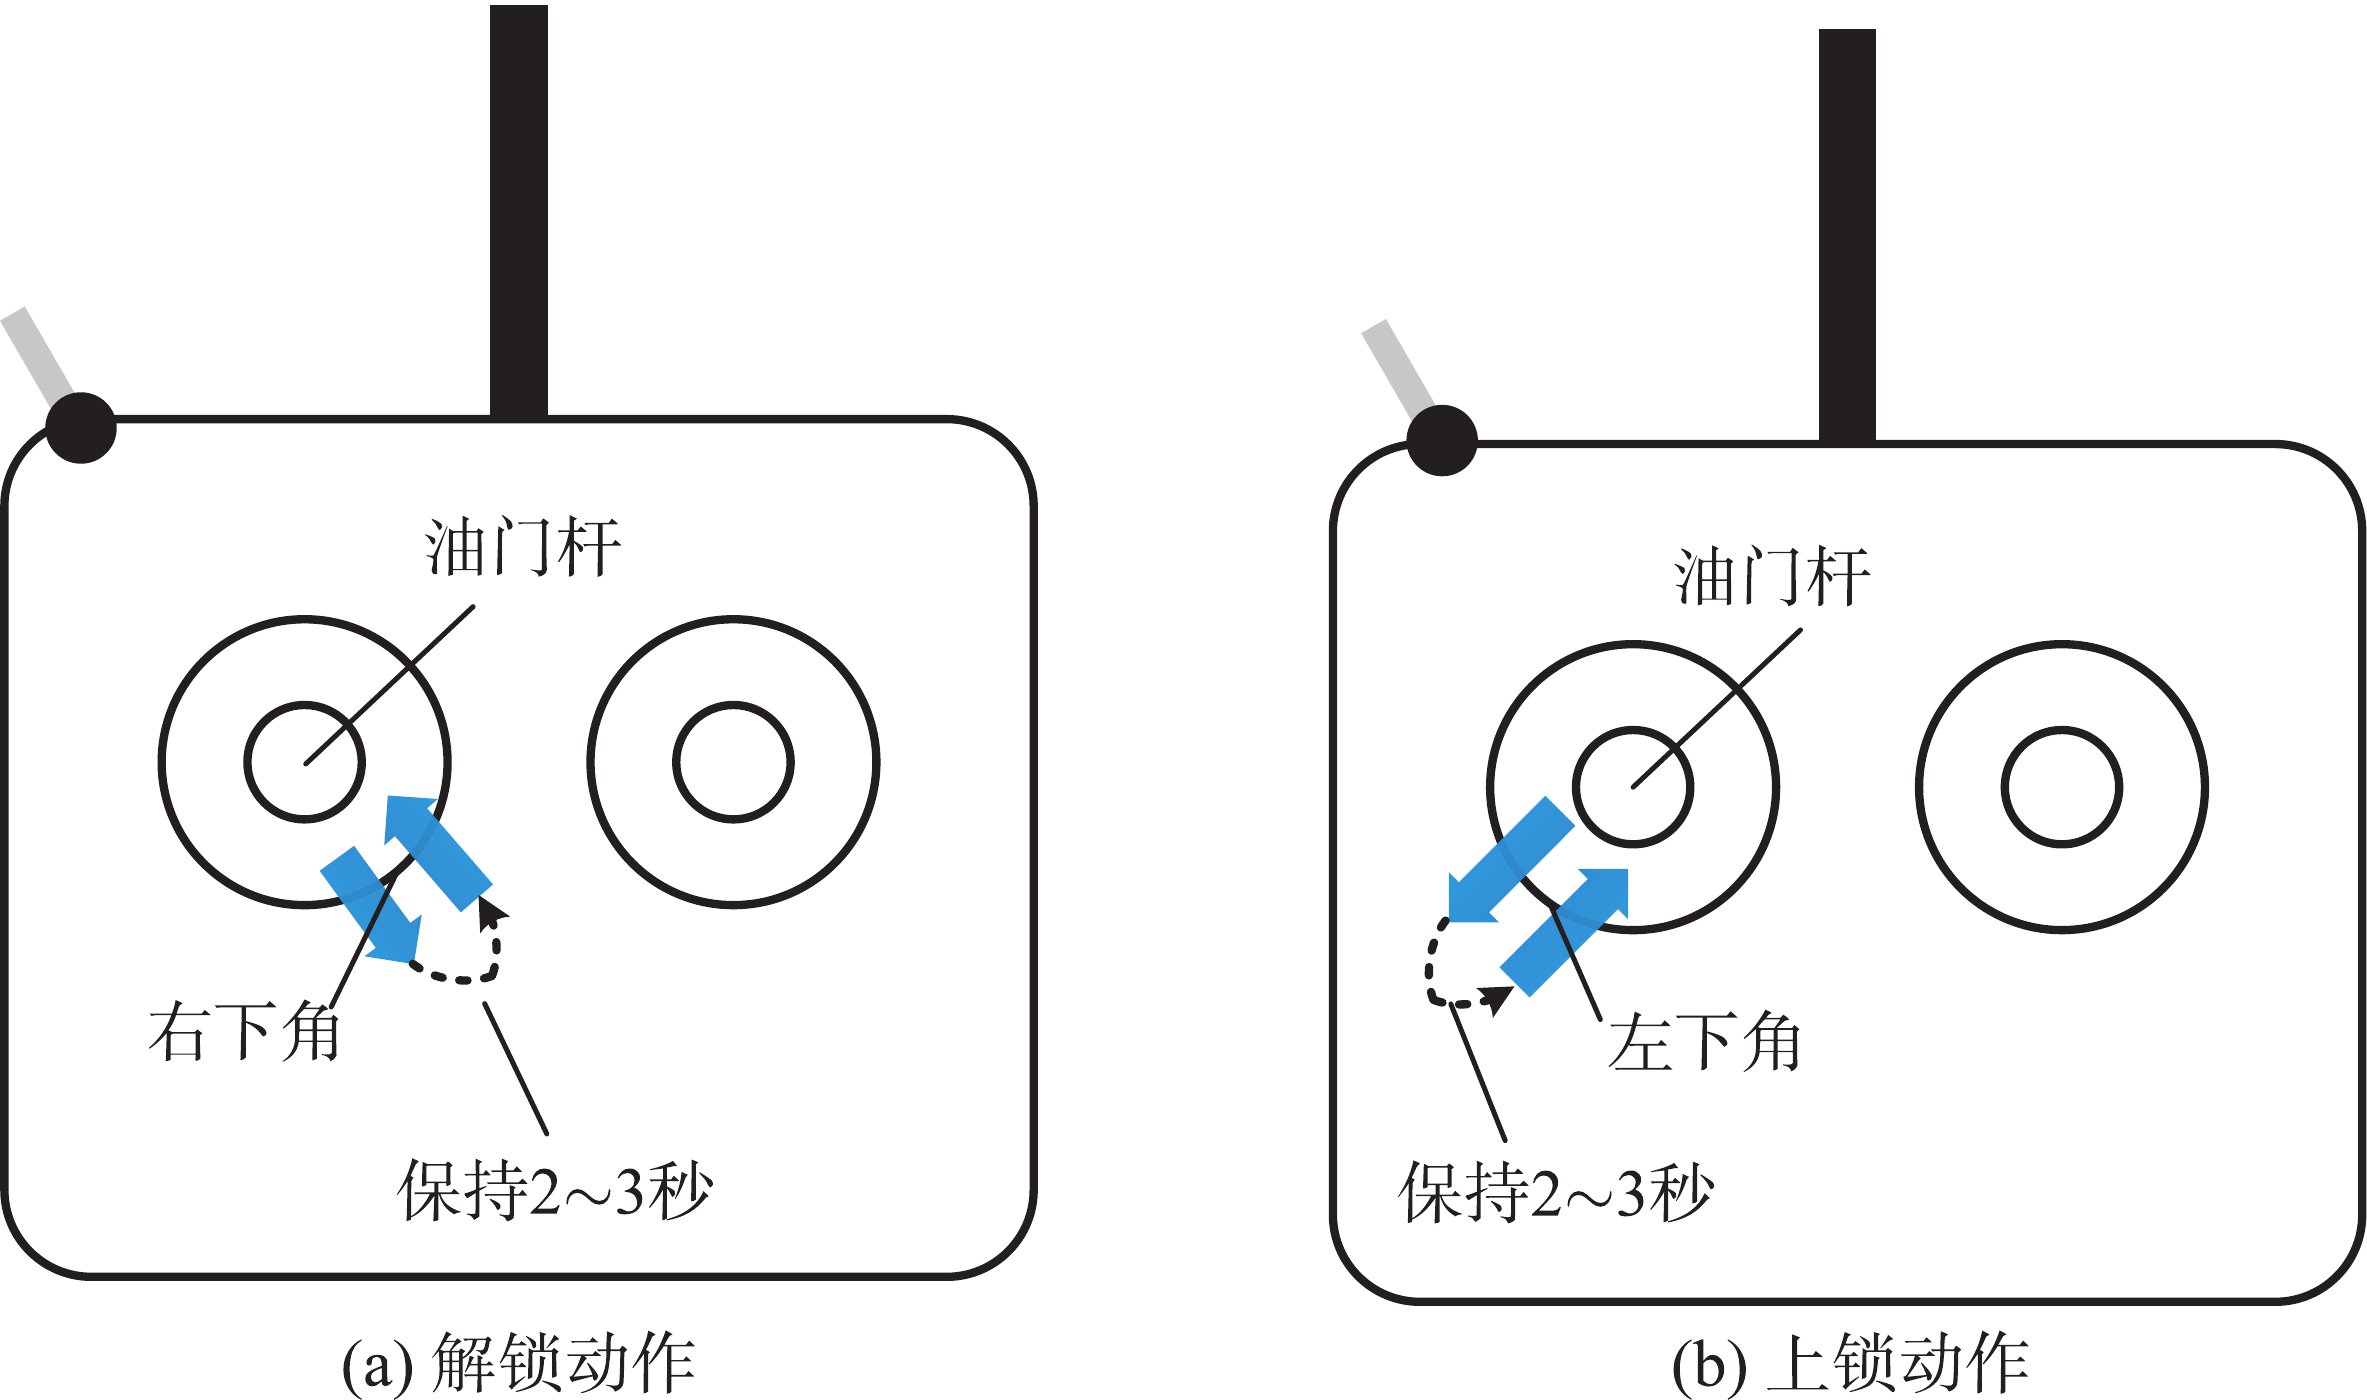 油门杆
右下角
保持2~3秒
(a) 解锁动作
油门杆
左下角
保持2~3秒
(b) 上锁动作